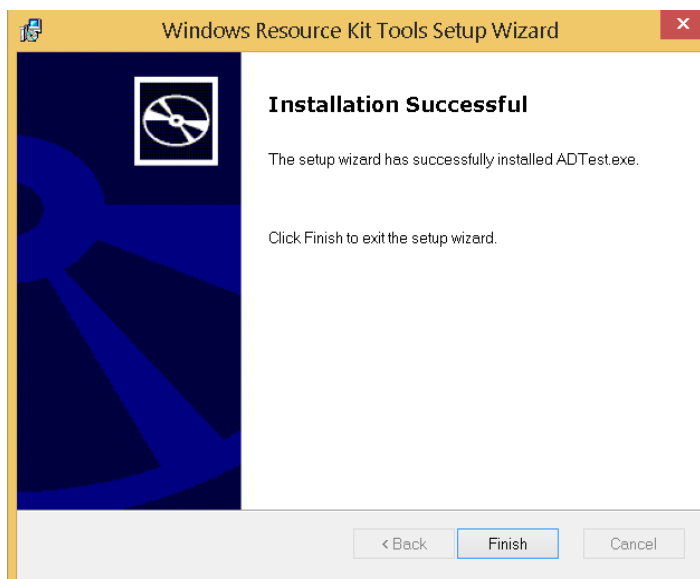 Windows Resource Kit Tools Setup Wizard
x
Installation Successful
The setup wizard has successfully installed ADTest.exe.
Click Finish to exit the setup wizard.
< Back
Finish
Cancel